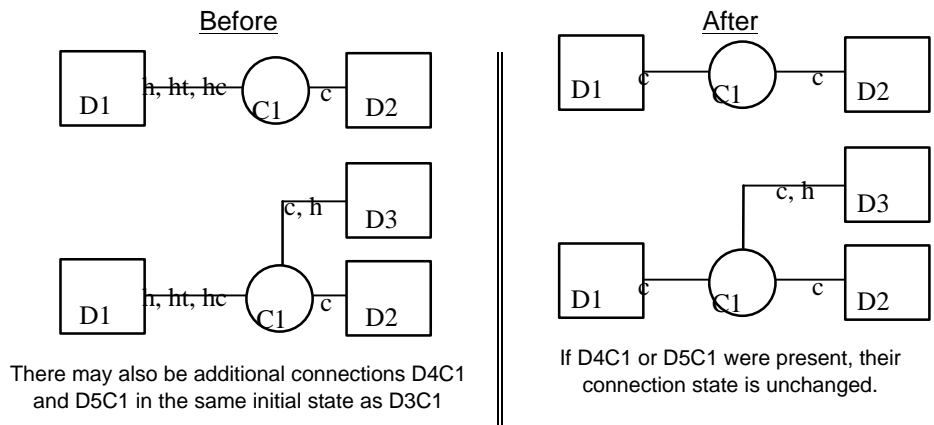 Before
After
D1
h, ht, hc
C1
c
D2
D1
c
C1
c
D2
c, h
D3
D1
h, ht, hc
C1
c
D2
c, h
D3
D1
c
C1
c
D2
There may also be additional connections D4C1
and D5C1 in the same initial state as D3C1
If D4C1 or D5C1 were present, their
connection state is unchanged.